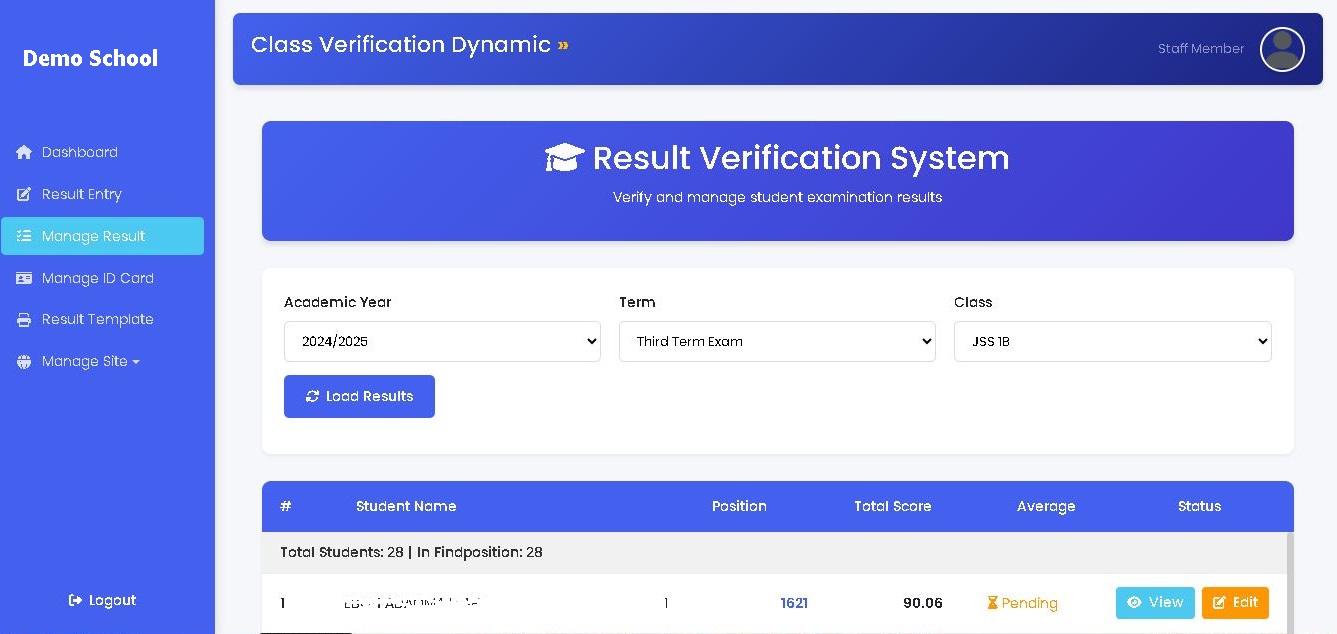 Demo School
Dashboard
Result Entry
Manage Result
Manage ID Card
Result Template
Manage Site
Logout
Class Verification Dynamic »
Staff Member
Result Verification System
Verify and manage student examination results
Academic Year Term Class
2024/2025 Third Term Exam JSS 1B
Load Results
# Student Name Position Total Score Average Status
Total Students: 28 | In Findposition: 28
1 1 1621 90.06 Pending View Edit